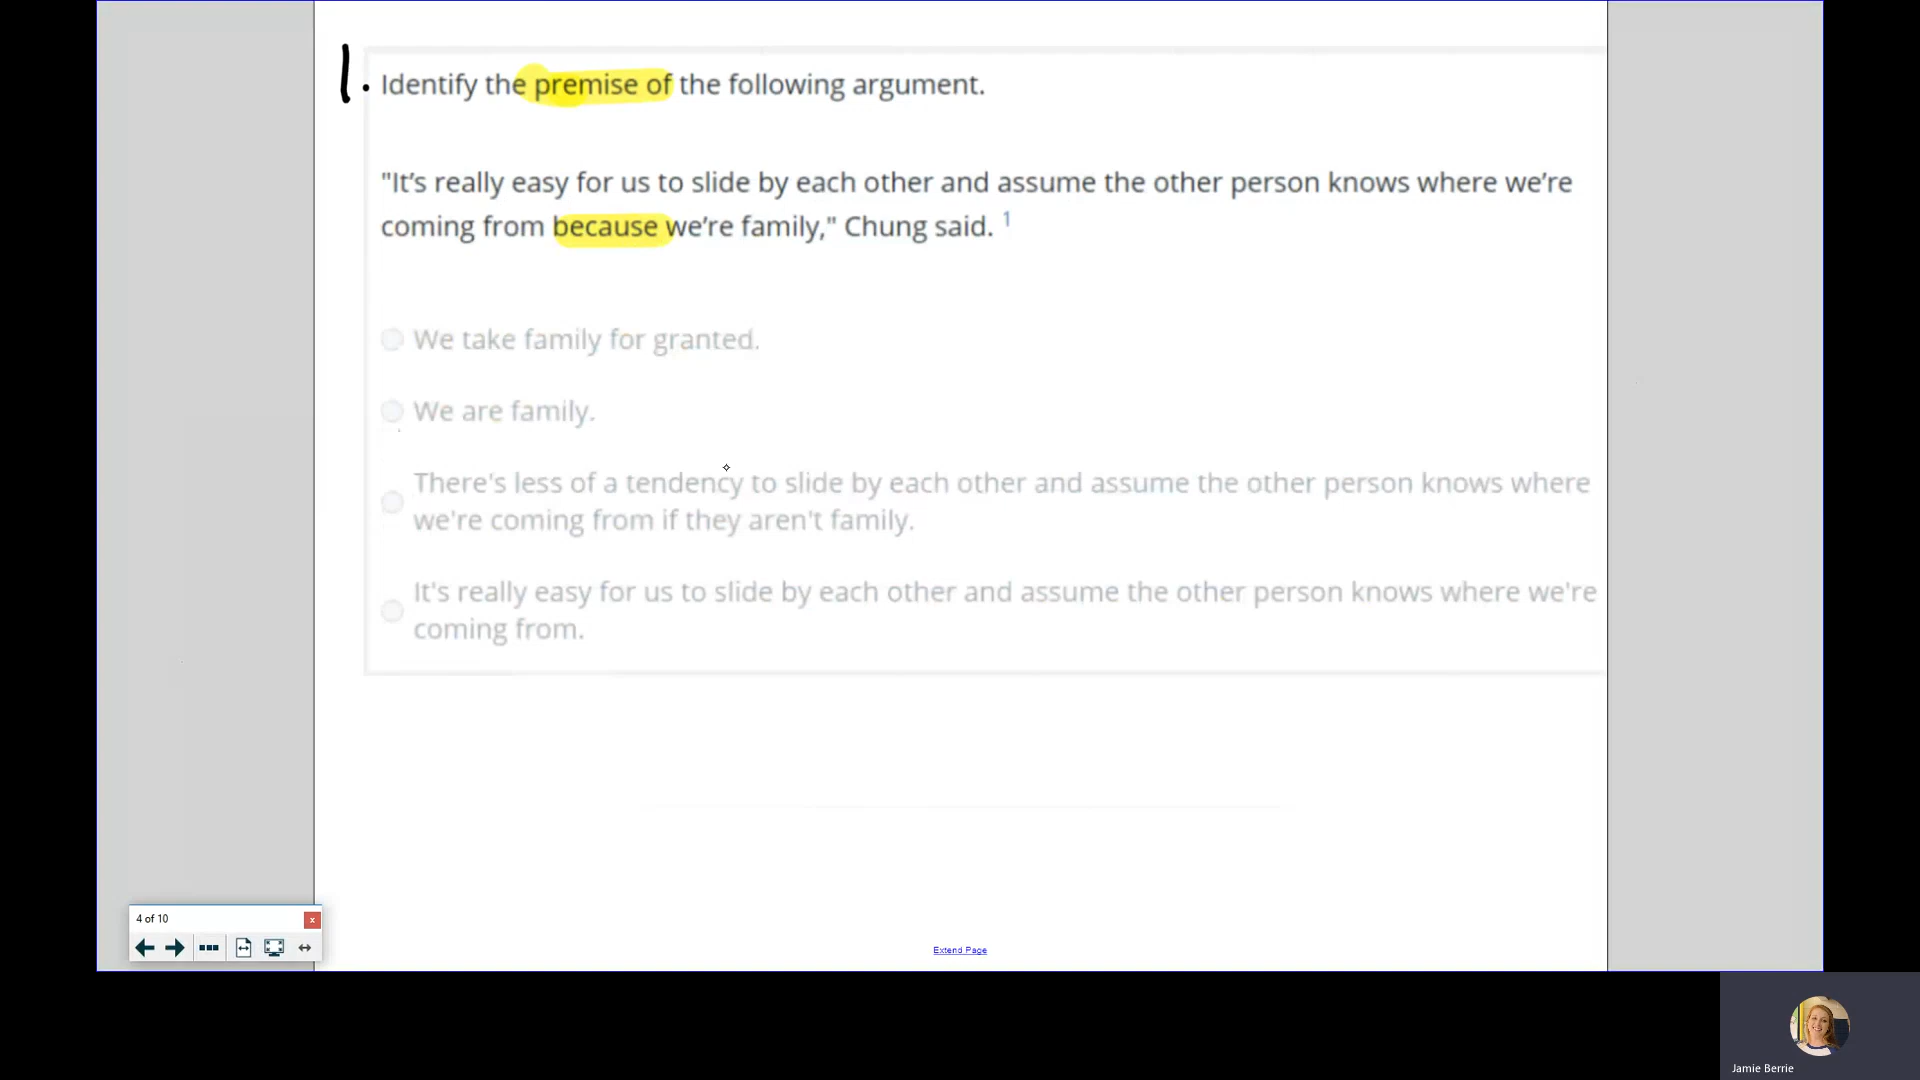 1. Identify the premise of the following argument.
"It's really easy for us to slide by each other and assume the other person knows where we're
coming from because we're family," Chung said. 1
We take family for granted.
We are family.
There's less of a tendency to slide by each other and assume the other person knows where
we're coming from if they aren't family.
It's really easy for us to slide by each other and assume the other person knows where we're
coming from.
4 of 10
x
Extend Page
Jamie Berrie